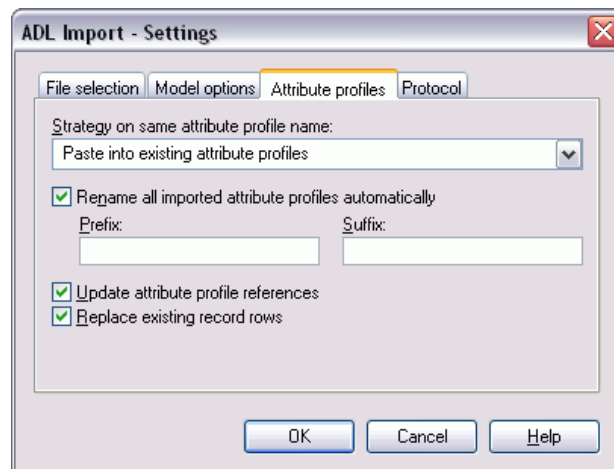 ADL Import - Settings
File selection Model options Attribute profiles Protocol
Strategy on same attribute profile name:
Paste into existing attribute profiles
Rename all imported attribute profiles automatically
Prefix: Suffix:
Update attribute profile references
Replace existing record rows
OK Cancel Help